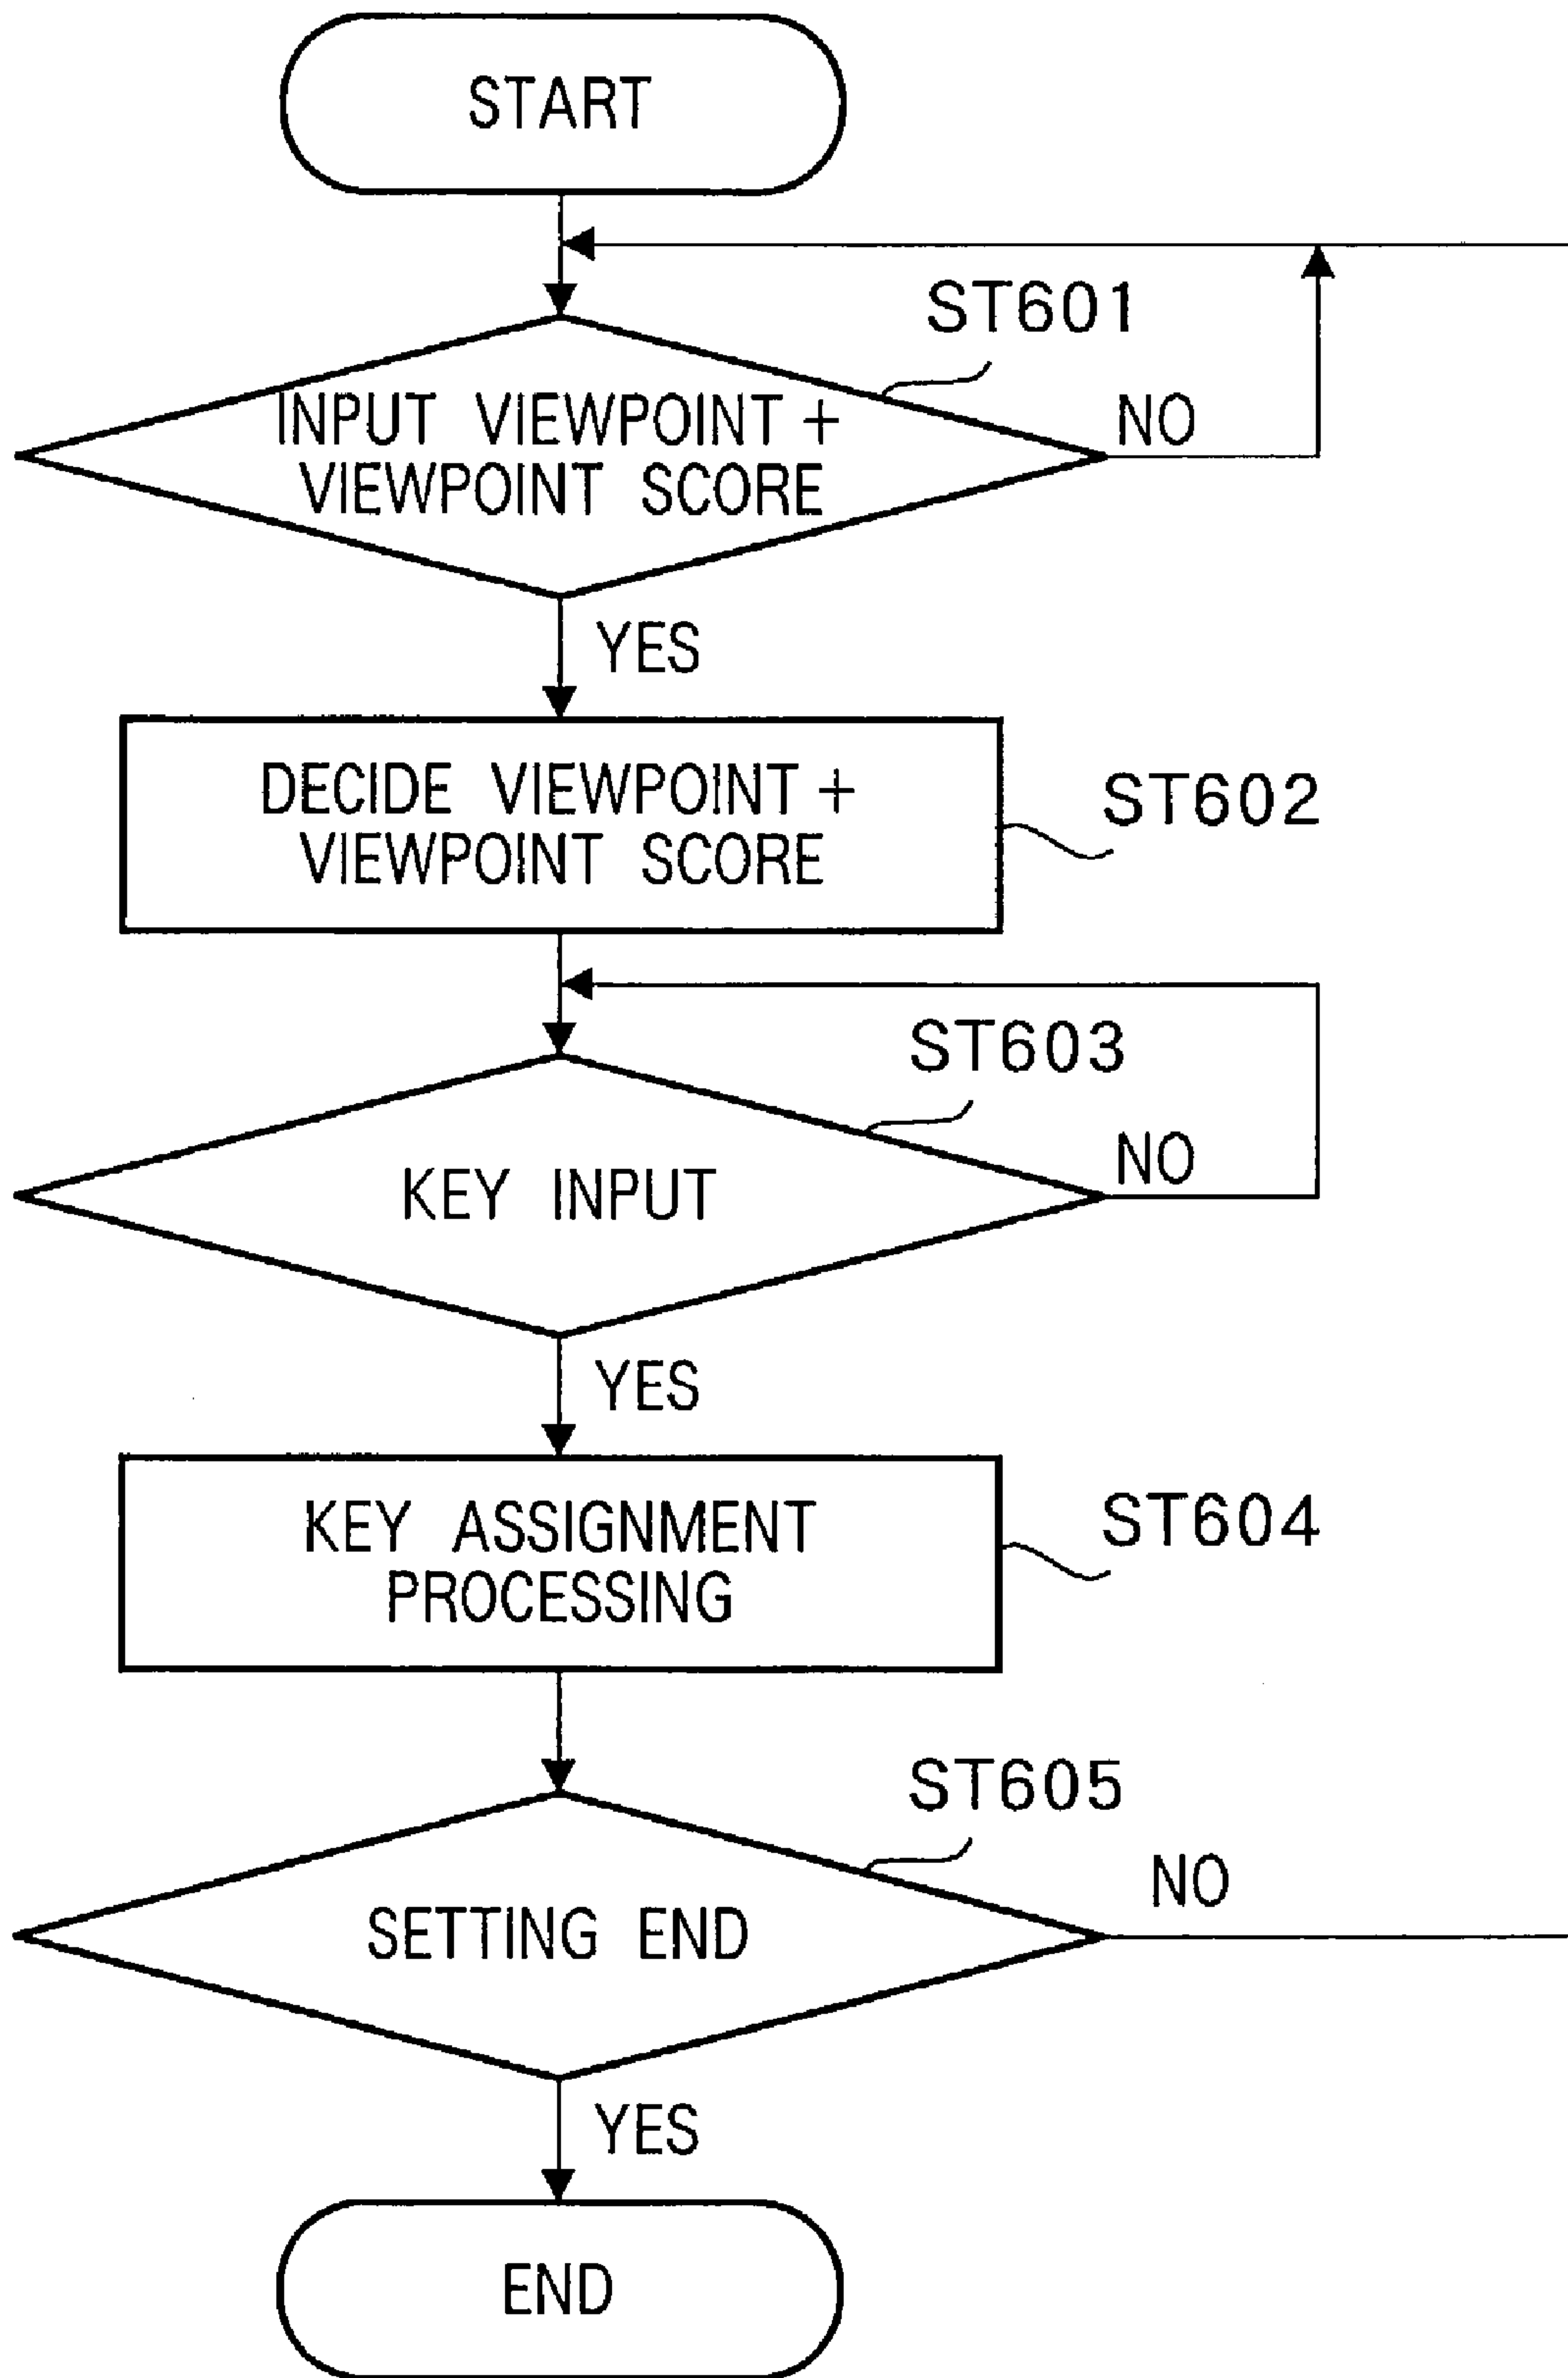 START
ST601
INPUT VIEWPOINT +
VIEWPOINT SCORE
NO
YES
DECIDE VIEWPOINT +
VIEWPOINT SCORE
ST602
ST603
KEY INPUT
NO
YES
KEY ASSIGNMENT
PROCESSING
ST604
ST605
SETTING END
NO
YES
END